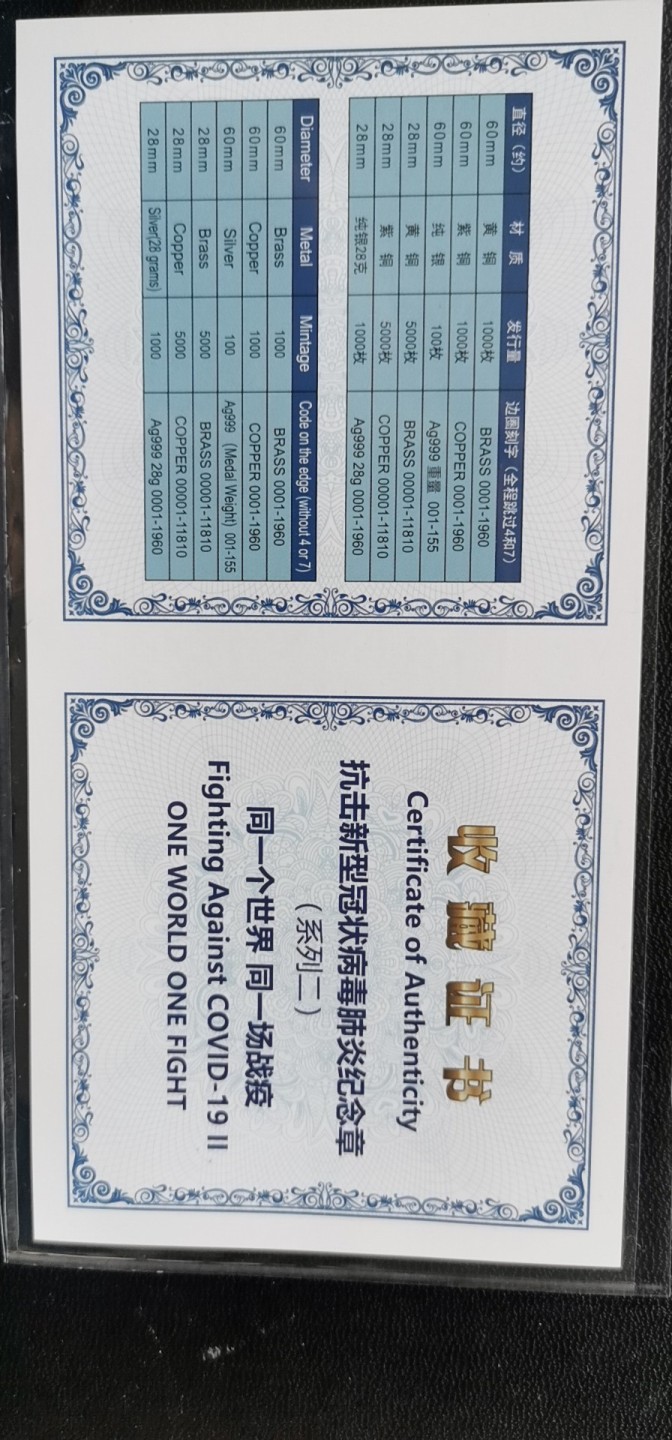 直径（约） 材 质 发行量 边圈刻字（全程跳过4和7）
60mm 黄 铜 1000枚 BRASS 0001-1960
60mm 紫 铜 1000枚 COPPER 0001-1960
60mm 纯 银 100枚 Ag999 重量 001-155
28mm 黄 铜 5000枚 BRASS 00001-11810
28mm 紫 铜 5000枚 COPPER 00001-11810
28mm 纯银28克 1000枚 Ag999 28g 0001-1960
Diameter Metal Mintage Code on the edge (without 4 or 7)
60mm Brass 1000 BRASS 0001-1960
60mm Copper 1000 COPPER 0001-1960
60mm Silver 100 Ag999 (Medal Weight) 001-155
28mm Brass 5000 BRASS 00001-11810
28mm Copper 5000 COPPER 00001-11810
28mm Silver(28 grams) 1000 Ag999 28g 0001-1960
收藏证书
Certificate of Authenticity
抗击新型冠状病毒肺炎纪念章
（系列二）
同一个世界 同一场战疫
Fighting Against COVID-19 II
ONE WORLD ONE FIGHT